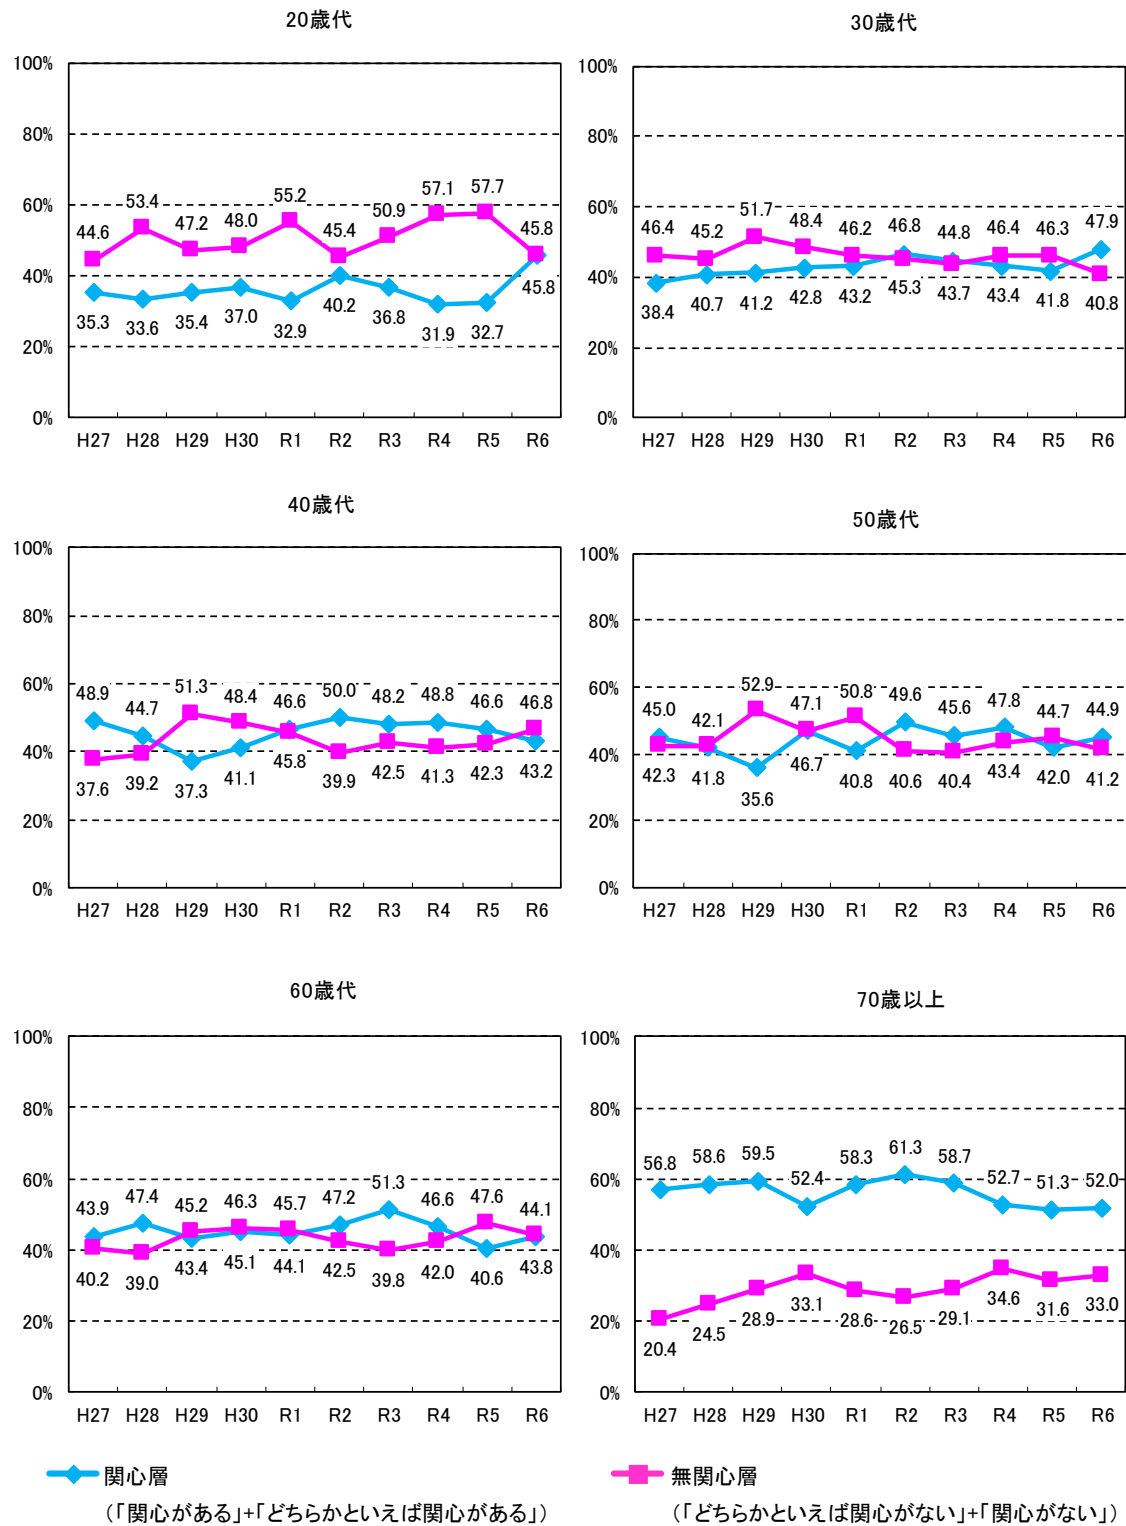 20歳代
100%
80%
60%
40%
20%
0%
53.4 55.2 57.1 57.7
44.6 47.2 48.0 45.4 50.9 45.8
35.3 33.6 35.4 37.0 32.9 40.2 36.8 31.9 32.7 45.8
H27 H28 H29 H30 R1 R2 R3 R4 R5 R6
30歳代
100%
80%
60%
40%
20%
0%
46.4 45.2 51.7 48.4 46.2 46.8 44.8 46.4 46.3 47.9
38.4 40.7 41.2 42.8 43.2 45.3 43.7 43.4 41.8 40.8
H27 H28 H29 H30 R1 R2 R3 R4 R5 R6
40歳代
100%
80%
60%
40%
20%
0%
48.9 44.7 51.3 48.4 46.6 50.0 48.2 48.8 46.6 46.8
37.6 39.2 37.3 41.1 45.8 39.9 42.5 41.3 42.3 43.2
H27 H28 H29 H30 R1 R2 R3 R4 R5 R6
50歳代
100%
80%
60%
40%
20%
0%
45.0 42.1 52.9 47.1 50.8 49.6 45.6 47.8 44.7 44.9
42.3 41.8 35.6 46.7 40.8 40.6 40.4 43.4 42.0 41.2
H27 H28 H29 H30 R1 R2 R3 R4 R5 R6
60歳代
100%
80%
60%
40%
20%
0%
43.9 47.4 45.2 46.3 45.7 47.2 51.3 46.6 47.6 44.1
40.2 39.0 43.4 45.1 44.1 42.5 39.8 42.0 40.6 43.8
H27 H28 H29 H30 R1 R2 R3 R4 R5 R6
70歳以上
100%
80%
60%
40%
20%
0%
56.8 58.6 59.5 52.4 58.3 61.3 58.7 52.7 51.3 52.0
20.4 24.5 28.9 33.1 28.6 26.5 29.1 34.6 31.6 33.0
H27 H28 H29 H30 R1 R2 R3 R4 R5 R6
関心層
(「関心がある」+「どちらかといえば関心がある」)
無関心層
(「どちらかといえば関心がない」+「関心がない」)